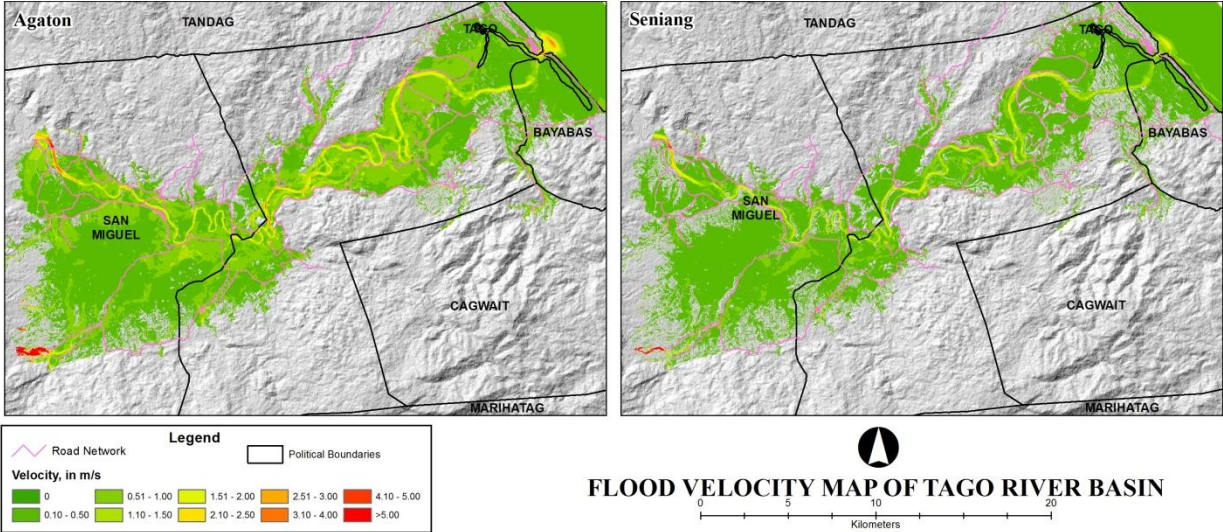 Agaton
TANDAG
TAGO
BAYABAS
SAN
MIGUEL
CAGWAIT
MARIHATAG
Seniang
TANDAG
TAGO
BAYABAS
SAN
MIGUEL
CAGWAIT
MARIHATAG
Legend
Road Network
Political Boundaries
Velocity, in m/s
0
0.51 - 1.00
1.51 - 2.00
2.51 - 3.00
4.10 - 5.00
0.10 - 0.50
1.10 - 1.50
2.10 - 2.50
3.10 - 4.00
>5.00
FLOOD VELOCITY MAP OF TAGO RIVER BASIN
0 5 10 20
Kilometers